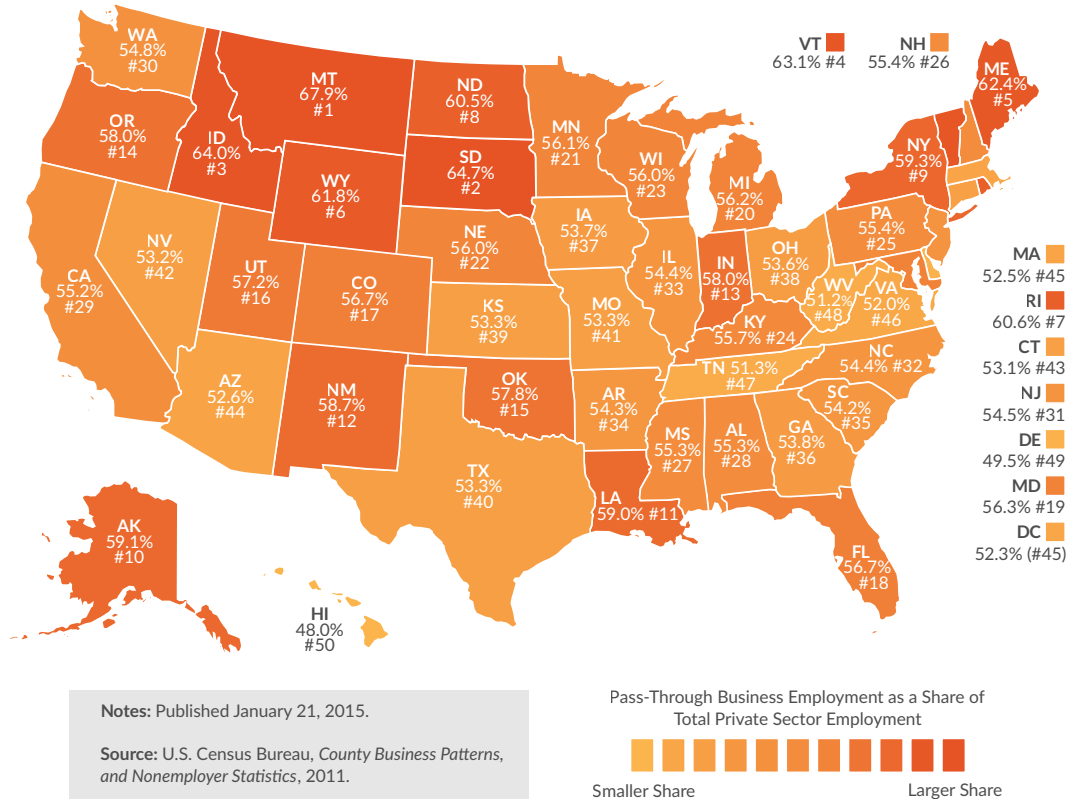 WA
54.8%
#30
MT
67.9%
#1
ND
60.5%
#8
VT
63.1% #4
NH
55.4% #26
ME
62.4%
#5
OR
58.0%
#14
ID
64.0%
#3
MN
56.1%
#21
WI
56.0%
#23
MI
56.2%
#20
NY
59.3%
#9
SD
64.7%
#2
WY
61.8%
#6
IA
53.7%
#37
PA
55.4%
#25
NV
53.2%
#42
NE
56.0%
#22
IL
54.4%
#33
IN
58.0%
#13
OH
53.6%
#38
CA
55.2%
#29
UT
57.2%
#16
CO
56.7%
#17
WV
51.2%
#48
VA
52.0%
#46
KS
53.3%
#39
MO
53.3%
#41
KY
55.7% #24
MA
52.5% #45
RI
60.6% #7
CT
53.1% #43
NJ
54.5% #31
DE
49.5% #49
MD
56.3% #19
DC
52.3% (#45)
TN 51.3%
#47
NC
54.4% #32
AZ
52.6%
#44
NM
58.7%
#12
OK
57.8%
#15
AR
54.3%
#34
SC
54.2%
#35
MS
55.3%
#27
AL
55.3%
#28
GA
53.8%
#36
TX
53.3%
#40
LA
59.0% #11
FL
56.7%
#18
AK
59.1%
#10
HI
48.0%
#50
Notes: Published January 21, 2015.
Source: U.S. Census Bureau, County Business Patterns,
and Nonemployer Statistics, 2011.
Pass-Through Business Employment as a Share of
Total Private Sector Employment
Smaller Share
Larger Share